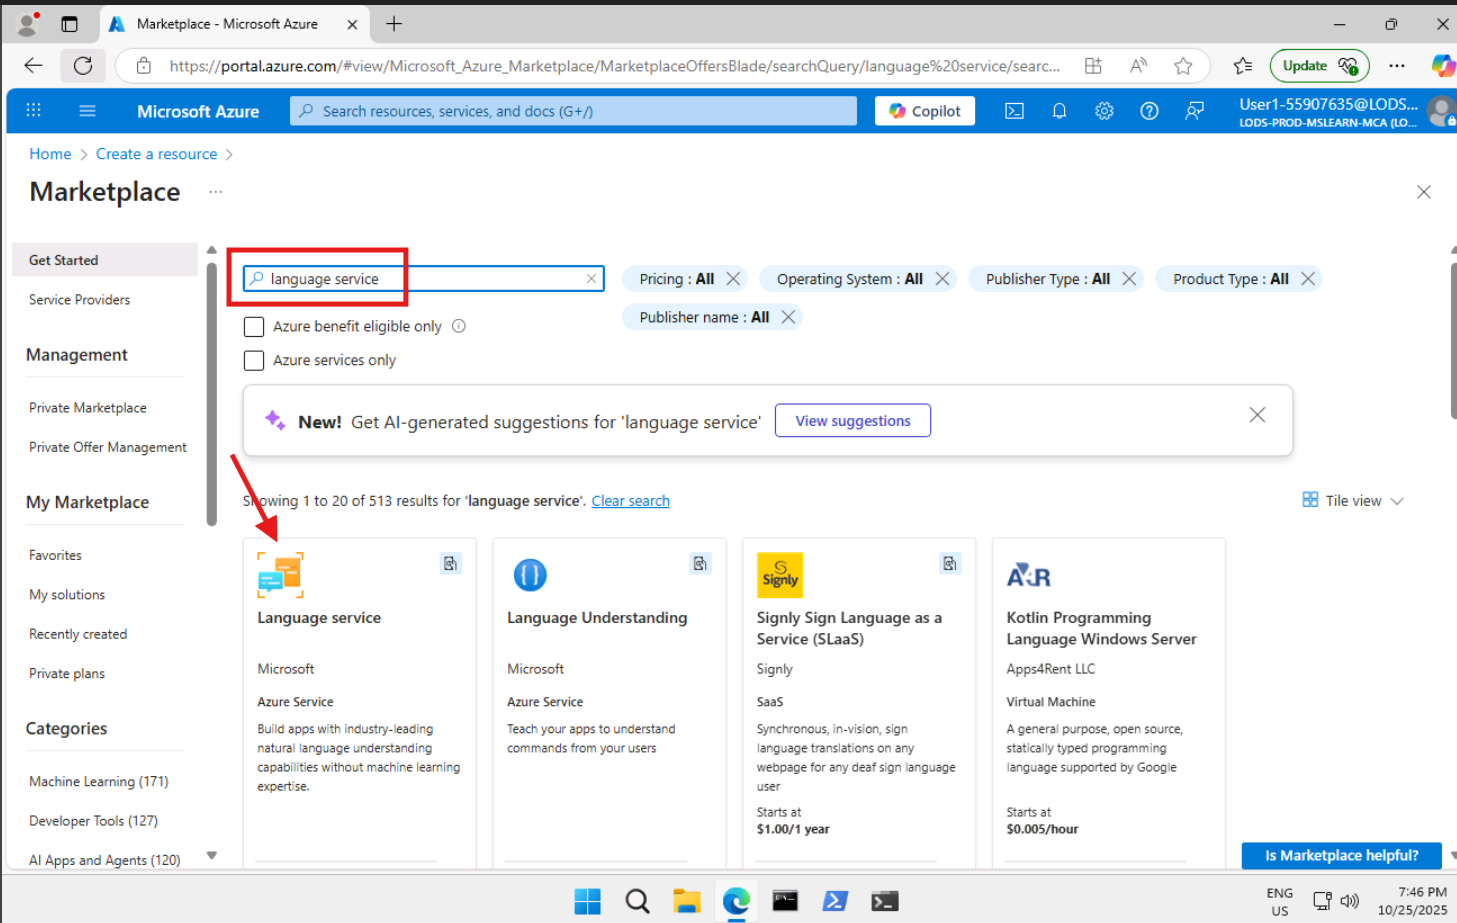 Marketplace - Microsoft Azure
https://portal.azure.com/#view/Microsoft_Azure_Marketplace/MarketplaceOffersBlade/searchQuery/language%20service/searc...
Update
Microsoft Azure
Search resources, services, and docs (G+/)
Copilot
User1-55907635@LODS...
LODS-PROD-MSLEARN-MCA (LO...
Home > Create a resource >
Marketplace ...
Get Started
Service Providers
Management
Private Marketplace
Private Offer Management
My Marketplace
Favorites
My solutions
Recently created
Private plans
Categories
Machine Learning (171)
Developer Tools (127)
AI Apps and Agents (120)
language service
Pricing : All
Operating System : All
Publisher Type : All
Product Type : All
Publisher name : All
Azure benefit eligible only
Azure services only
New! Get AI-generated suggestions for 'language service'
View suggestions
Showing 1 to 20 of 513 results for 'language service'. Clear search
Tile view
Language service
Microsoft
Azure Service
Build apps with industry-leading
natural language understanding
capabilities without machine learning
expertise.
Language Understanding
Microsoft
Azure Service
Teach your apps to understand
commands from your users
Signly
Signly Sign Language as a
Service (SLaaS)
Signly
SaaS
Synchronous, in-vision, sign
language translations on any
webpage for any deaf sign language
user
Starts at
$1.00/1 year
A4R
Kotlin Programming
Language Windows Server
Apps4Rent LLC
Virtual Machine
A general purpose, open source,
statically typed programming
language supported by Google
Starts at
$0.005/hour
Is Marketplace helpful?
ENG
US
7:46 PM
10/25/2025